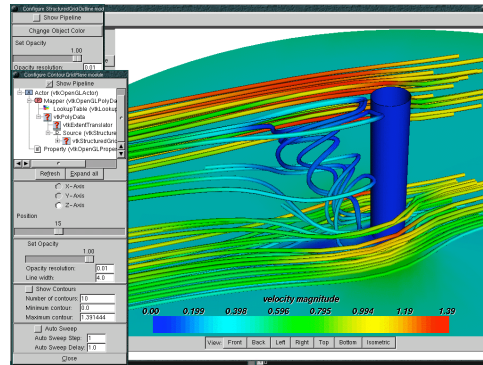 Configure StructuredGridOutline mod
Show Pipeline
Change Object Color
Set Opacity
1.00
Opacity resolution: 0.01
Configure ContourGridPlane module
Show Pipeline
Actor (vtkOpenGLActor)
Mapper (vtkOpenGLPolyDa
LookupTable (vtkLookup
vtkPolyData
vtkExtentTranslator
Source (vtkStructure
vtkStructuredGri
Property (vtkOpenGLProper
Refresh Expand all
X-Axis
Y-Axis
Z-Axis
Position
15
Set Opacity
1.00
Opacity resolution: 0.01
Line width: 4.0
Show Contours
Number of contours: 10
Minimum contour: 0.0
Maximum contour: 1.391444
Auto Sweep
Auto Sweep Step: 1
Auto Sweep Delay: 1.0
Close
velocity magnitude
0.00 0.199 0.398 0.596 0.795 0.994 1.19 1.39
View: Front Back Left Right Top Bottom Isometric